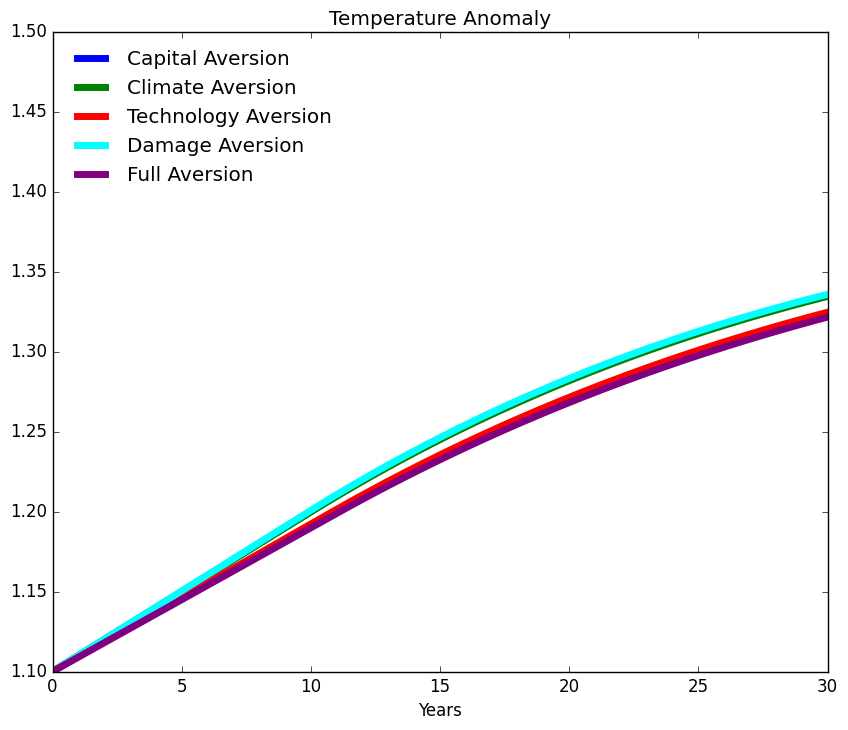 Temperature Anomaly
1.50
1.45
1.40
1.35
1.30
1.25
1.20
1.15
1.10
Capital Aversion
Climate Aversion
Technology Aversion
Damage Aversion
Full Aversion
0 5 10 15 20 25 30
Years